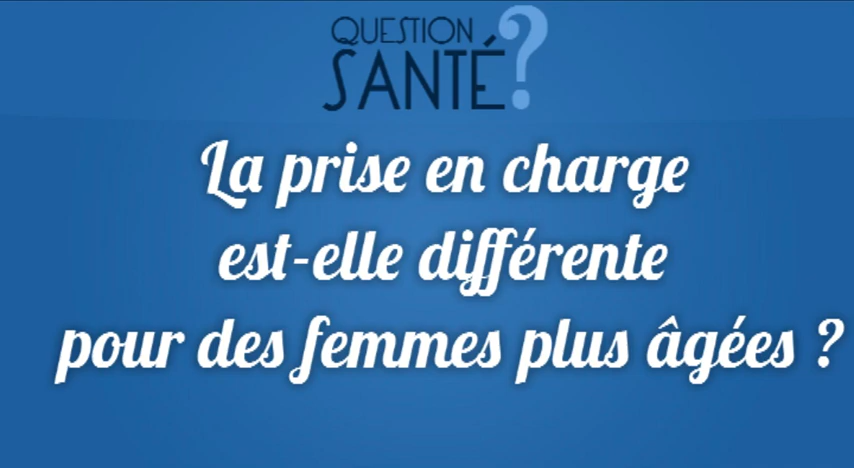 QUESTION
SANTÉ ?
La prise en charge
est-elle différente
pour des femmes plus âgées ?